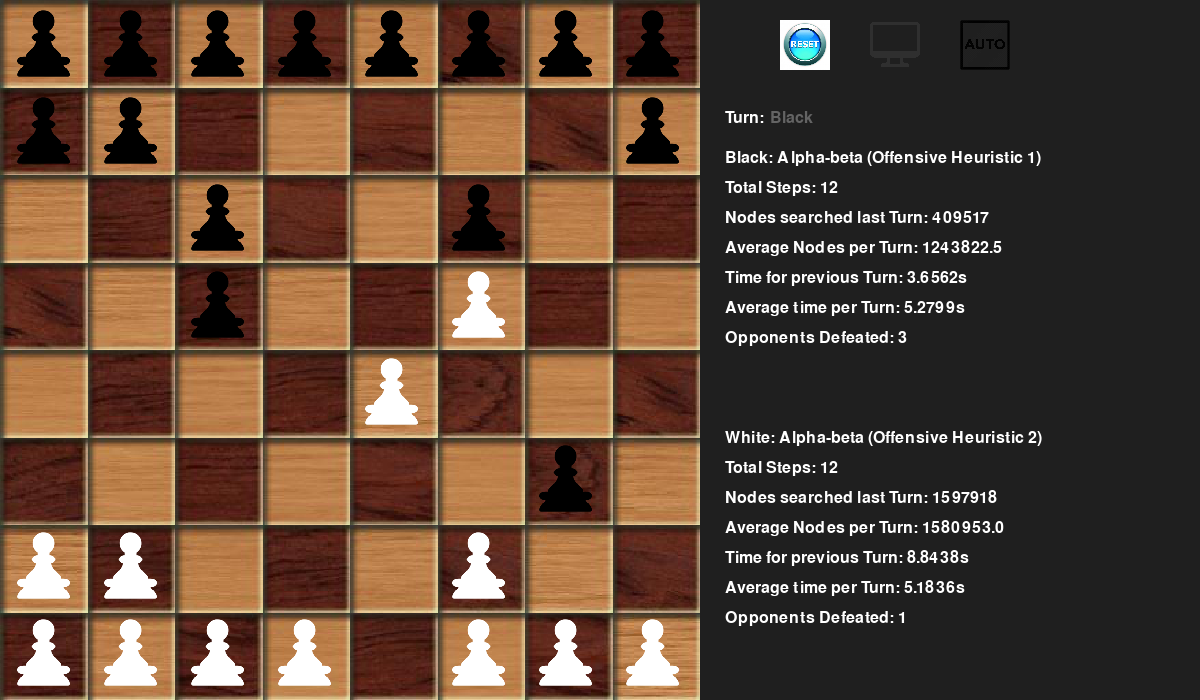 RESET
AUTO
Turn: Black
Black: Alpha-beta (Offensive Heuristic 1)
Total Steps: 12
Nodes searched last Turn: 409517
Average Nodes per Turn: 1243822.5
Time for previous Turn: 3.6562s
Average time per Turn: 5.2799s
Opponents Defeated: 3
White: Alpha-beta (Offensive Heuristic 2)
Total Steps: 12
Nodes searched last Turn: 1597918
Average Nodes per Turn: 1580953.0
Time for previous Turn: 8.8438s
Average time per Turn: 5.1836s
Opponents Defeated: 1